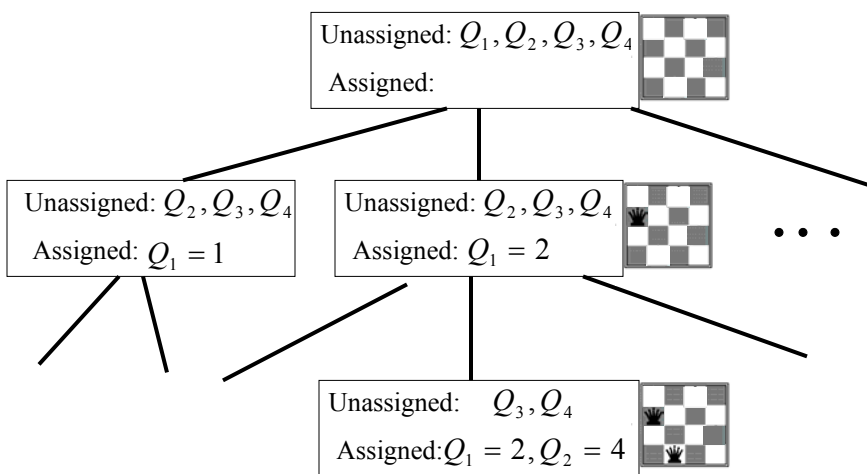 Unassigned: Q₁, Q₂, Q₃, Q₄
Assigned:
Unassigned: Q₂, Q₃, Q₄
Assigned: Q₁ = 1
Unassigned: Q₂, Q₃, Q₄
Assigned: Q₁ = 2
• • •
Unassigned: Q₃, Q₄
Assigned:Q₁ = 2, Q₂ = 4